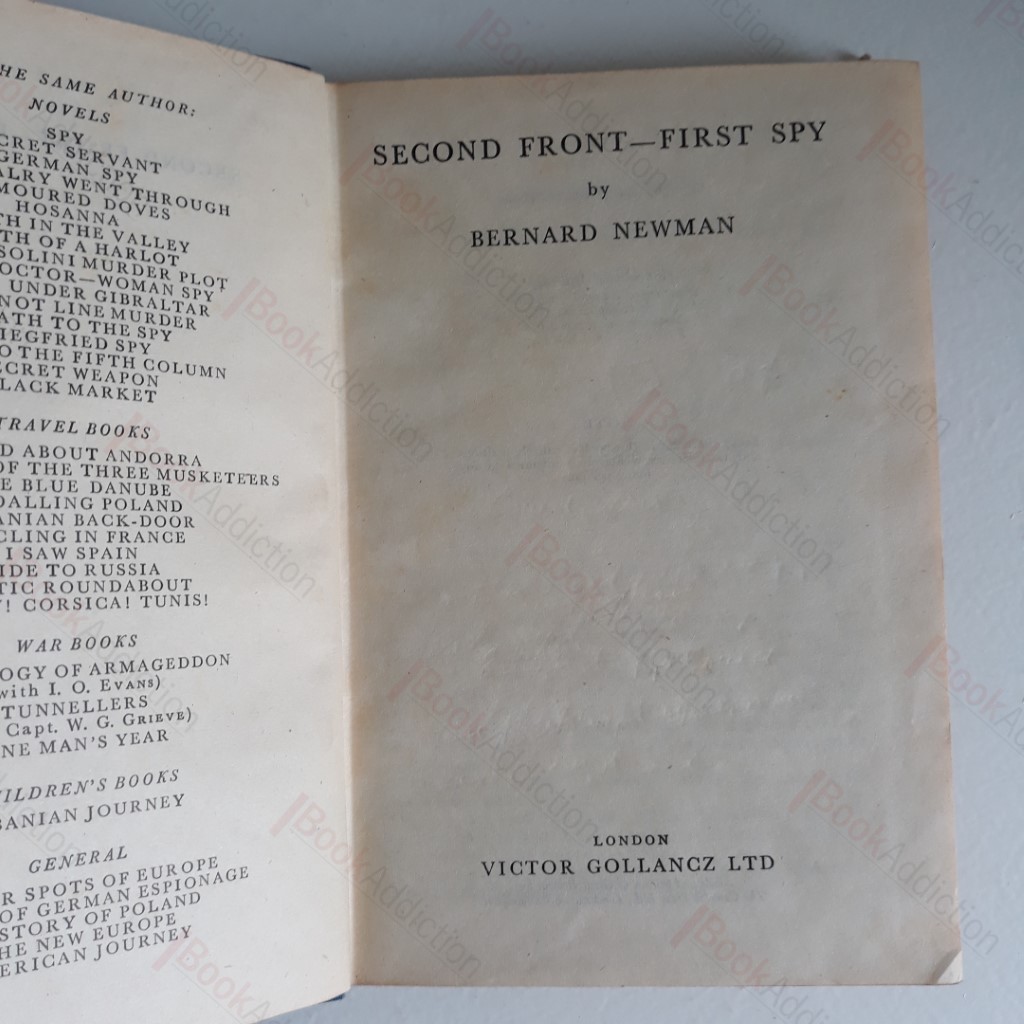 HE SAME AUTHOR:
NOVELS
SPY
CRET SERVANT
GERMAN SPY
ALRY WENT THROUGH
MOURED DOVES
HOSANNA
TH IN THE VALLEY
TH OF A HARLOT
SOLINI MURDER PLOT
OCTOR—WOMAN SPY
UNDER GIBRALTAR
NOT LINE MURDER
ATH TO THE SPY
IEGFRIED SPY
O THE FIFTH COLUMN
ECRET WEAPON
LACK MARKET
TRAVEL BOOKS
D ABOUT ANDORRA
OF THE THREE MUSKETEERS
E BLUE DANUBE
DALLING POLAND
ANIAN BACK-DOOR
CLING IN FRANCE
I SAW SPAIN
IDE TO RUSSIA
TIC ROUNDABOUT
Y! CORSICA! TUNIS!
WAR BOOKS
OGY OF ARMAGEDDON
with I. O. EVANS)
TUNNELLERS
Capt. W. G. GRIEVE)
NE MAN'S YEAR
ILDREN'S BOOKS
BANIAN JOURNEY
GENERAL
R SPOTS OF EUROPE
OF GERMAN ESPIONAGE
STORY OF POLAND
HE NEW EUROPE
ERICAN JOURNEY
SECOND FRONT—FIRST SPY
by
BERNARD NEWMAN
LONDON
VICTOR GOLLANCZ LTD
BookAddiction